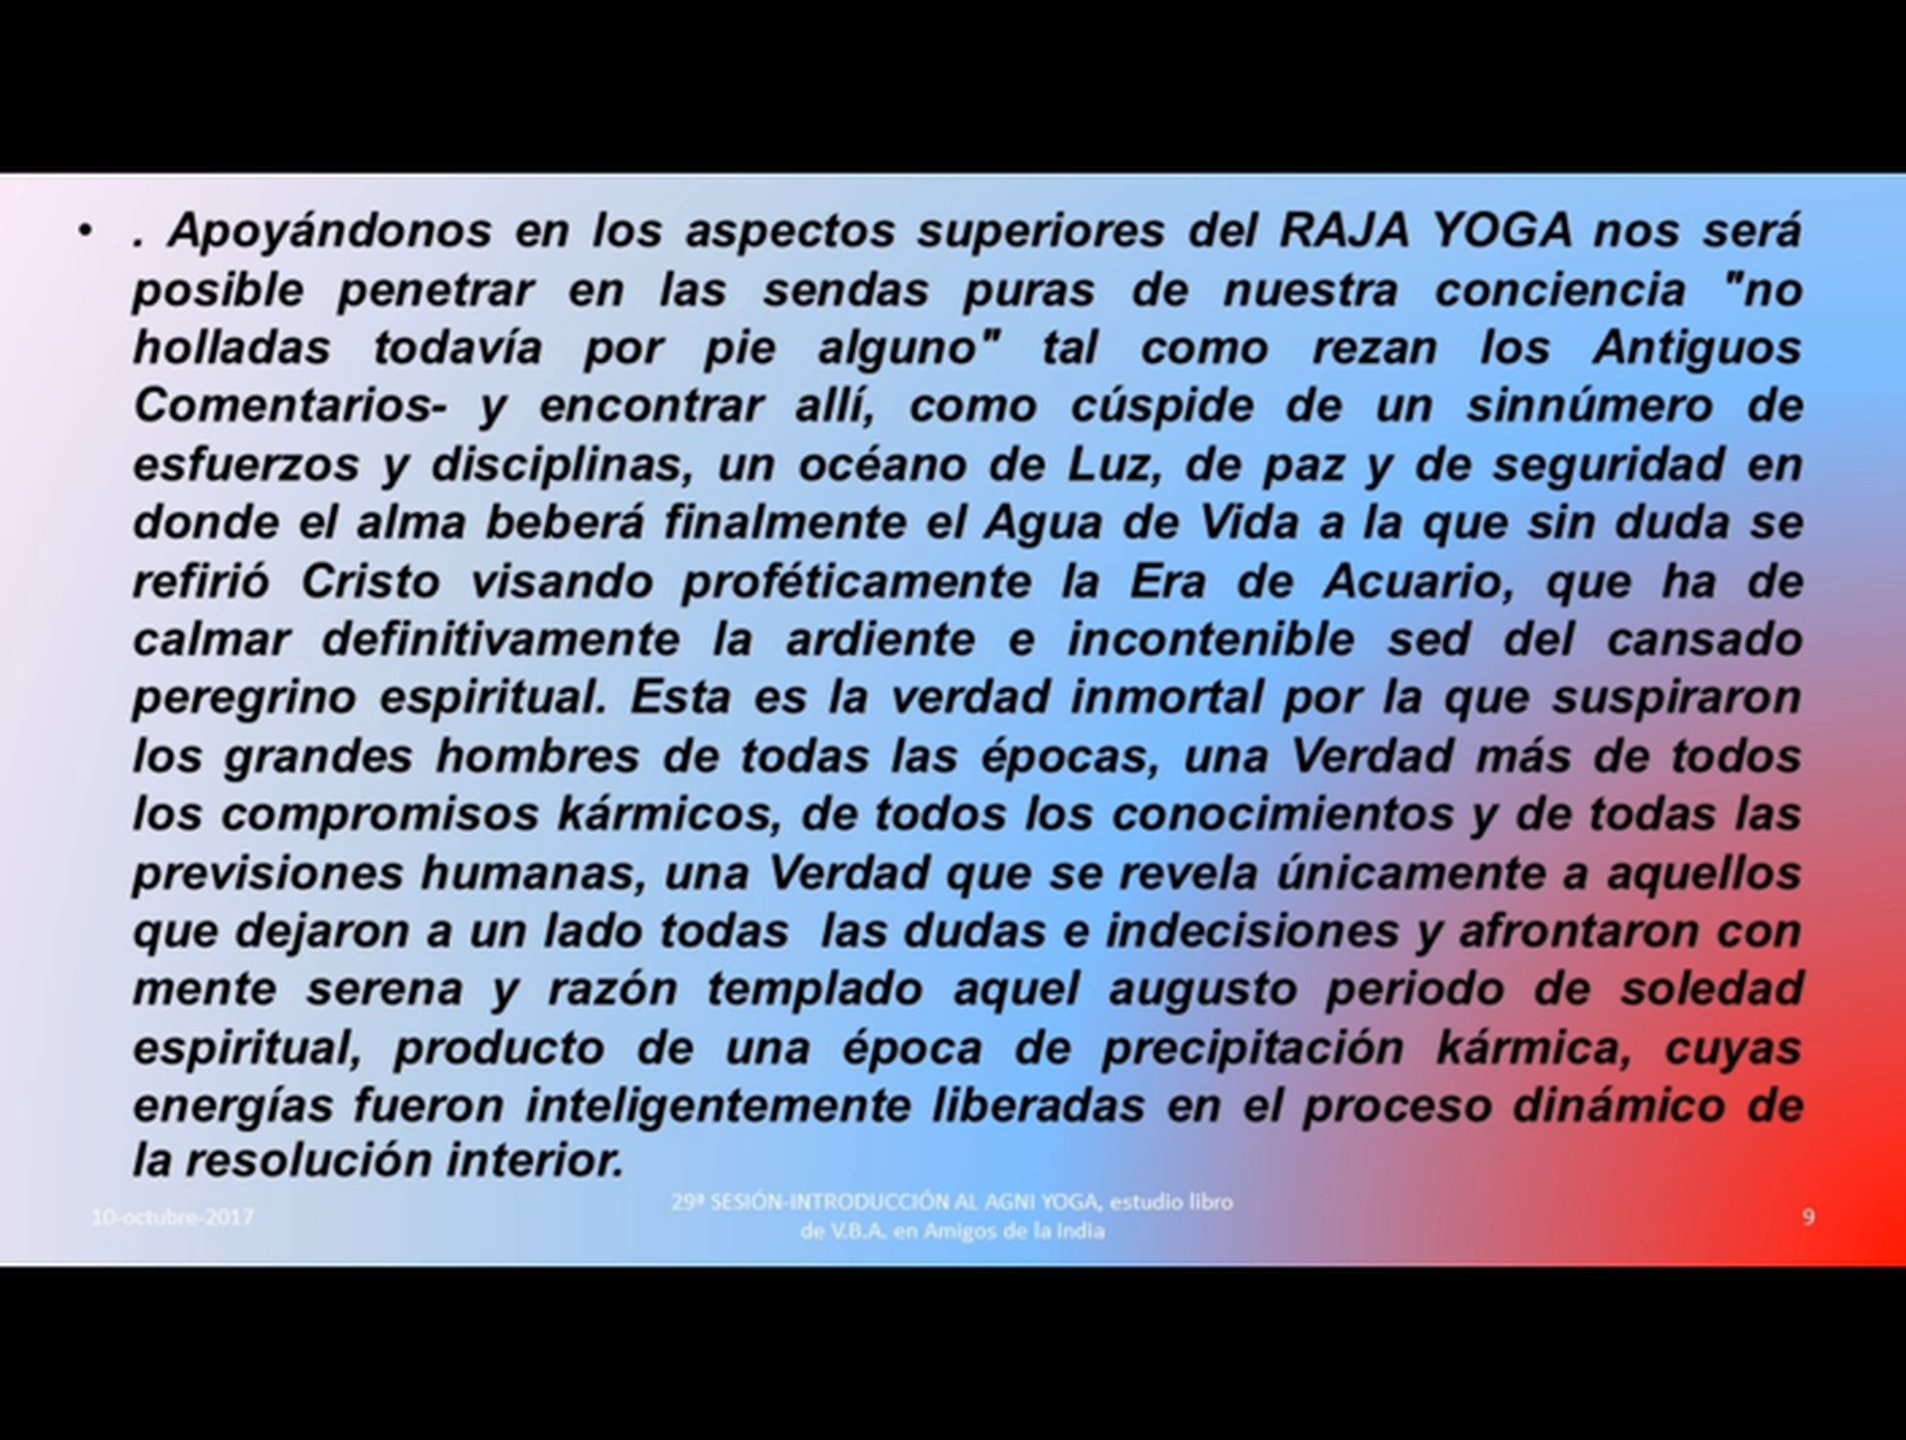 • . Apoyándonos en los aspectos superiores del RAJA YOGA nos será
posible penetrar en las sendas puras de nuestra conciencia "no
holladas todavía por pie alguno" tal como rezan los Antiguos
Comentarios- y encontrar allí, como cúspide de un sinnúmero de
esfuerzos y disciplinas, un océano de Luz, de paz y de seguridad en
donde el alma beberá finalmente el Agua de Vida a la que sin duda se
refirió Cristo visando proféticamente la Era de Acuario, que ha de
calmar definitivamente la ardiente e incontenible sed del cansado
peregrino espiritual. Esta es la verdad inmortal por la que suspiraron
los grandes hombres de todas las épocas, una Verdad más de todos
los compromisos kármicos, de todos los conocimientos y de todas las
previsiones humanas, una Verdad que se revela únicamente a aquellos
que dejaron a un lado todas  las dudas e indecisiones y afrontaron con
mente serena y razón templado aquel augusto periodo de soledad
espiritual, producto de una época de precipitación kármica, cuyas
energías fueron inteligentemente liberadas en el proceso dinámico de
la resolución interior.
10-octubre-2017
29ª SESIÓN-INTRODUCCIÓN AL AGNI YOGA, estudio libro
de V.B.A. en Amigos de la India
9